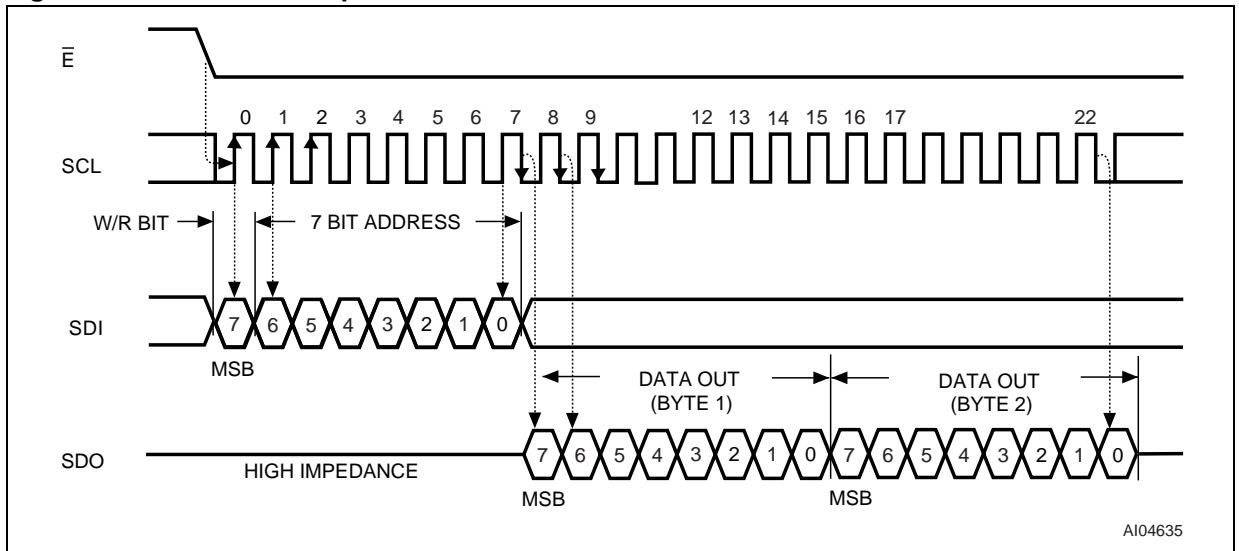 E̅
0 1 2 3 4 5 6 7 8 9 12 13 14 15 16 17 22
SCL
W/R BIT 7 BIT ADDRESS
SDI 7 6 5 4 3 2 1 0
MSB
DATA OUT (BYTE 1)
DATA OUT (BYTE 2)
SDO 7 6 5 4 3 2 1 0 7 6 5 4 3 2 1 0
HIGH IMPEDANCE
MSB MSB
AI04635